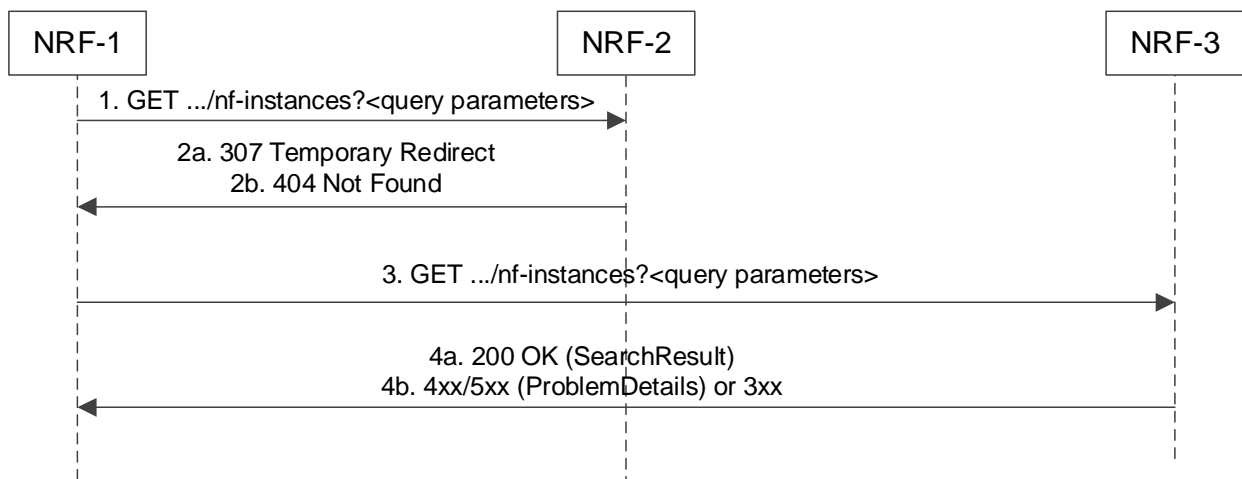 NRF-1
NRF-2
NRF-3
1. GET .../nf-instances?<query parameters>
2a. 307 Temporary Redirect
2b. 404 Not Found
3. GET .../nf-instances?<query parameters>
4a. 200 OK (SearchResult)
4b. 4xx/5xx (ProblemDetails) or 3xx